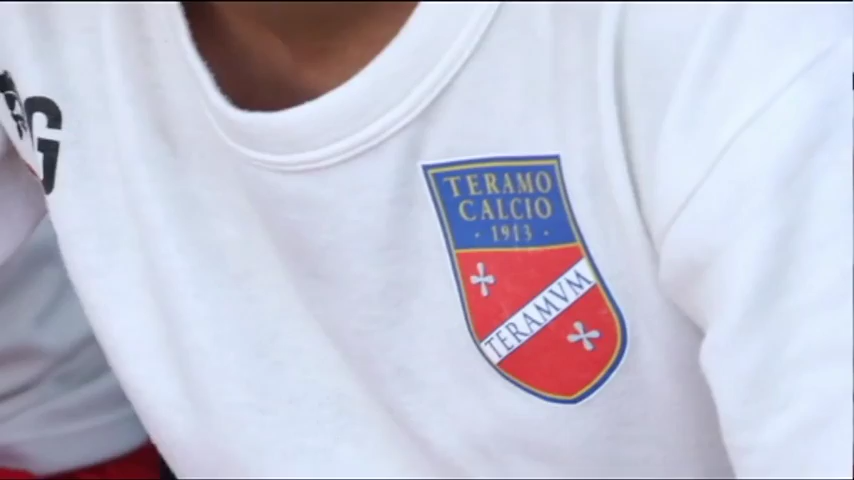 G
TERAMO
CALCIO
· 1913 ·
TERAMVM